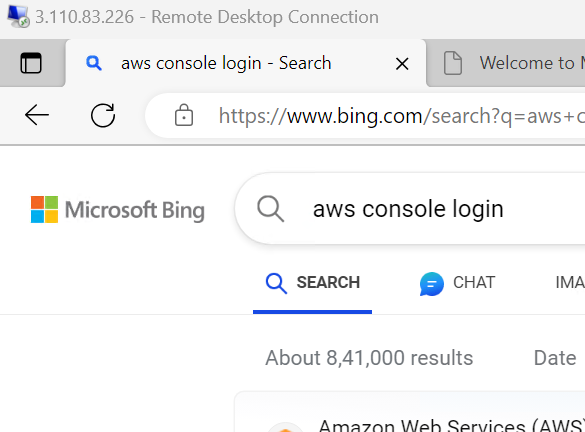 3.110.83.226 - Remote Desktop Connection
aws console login - Search
Welcome to
https://www.bing.com/search?q=aws+c
Microsoft Bing
aws console login
SEARCH CHAT IMA
About 8,41,000 results Date
Amazon Web Services (AWS)